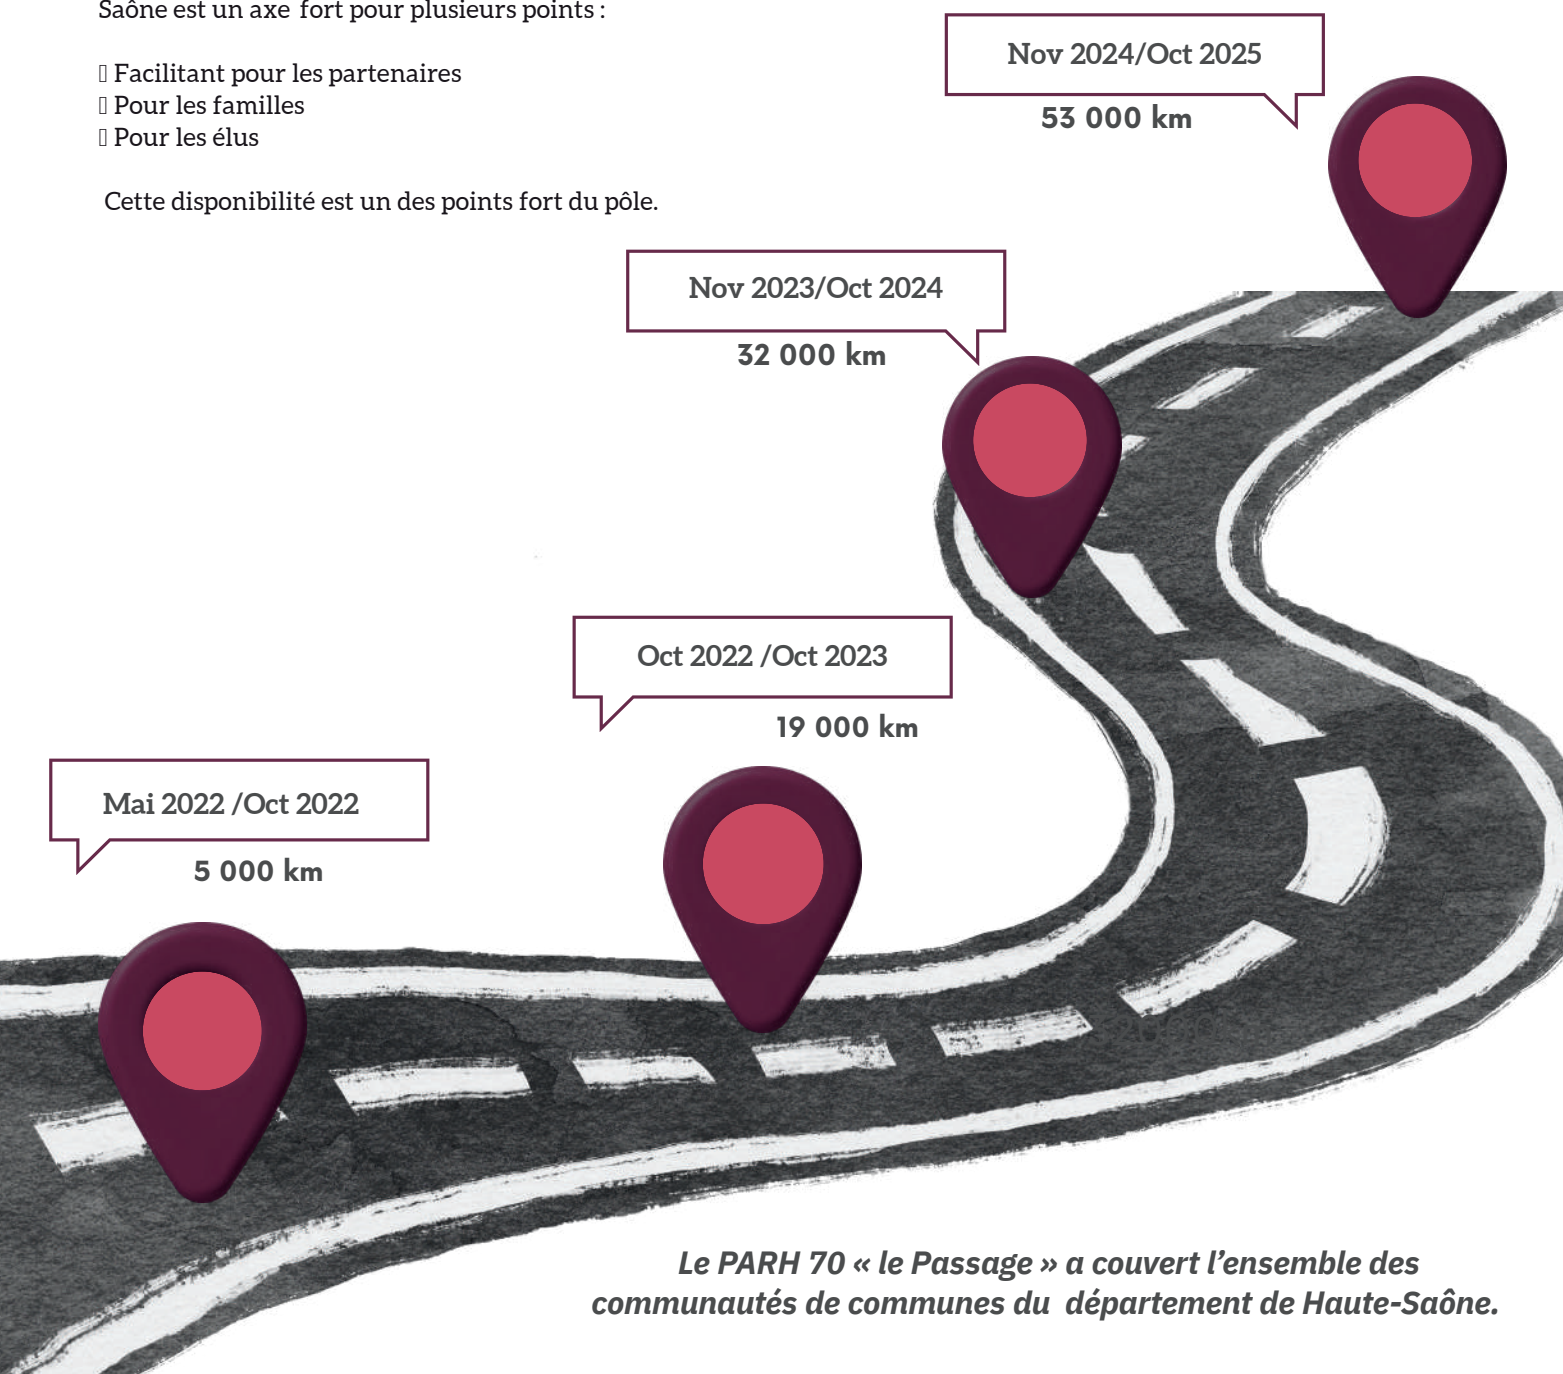 Saône est un axe  fort pour plusieurs points :
▯ Facilitant pour les partenaires
▯ Pour les familles
▯ Pour les élus
Cette disponibilité est un des points fort du pôle.
Nov 2024/Oct 2025
53 000 km
Nov 2023/Oct 2024
32 000 km
Oct 2022 /Oct 2023
19 000 km
Mai 2022 /Oct 2022
5 000 km
Le PARH 70 « le Passage » a couvert l’ensemble des
communautés de communes du  département de Haute-Saône.